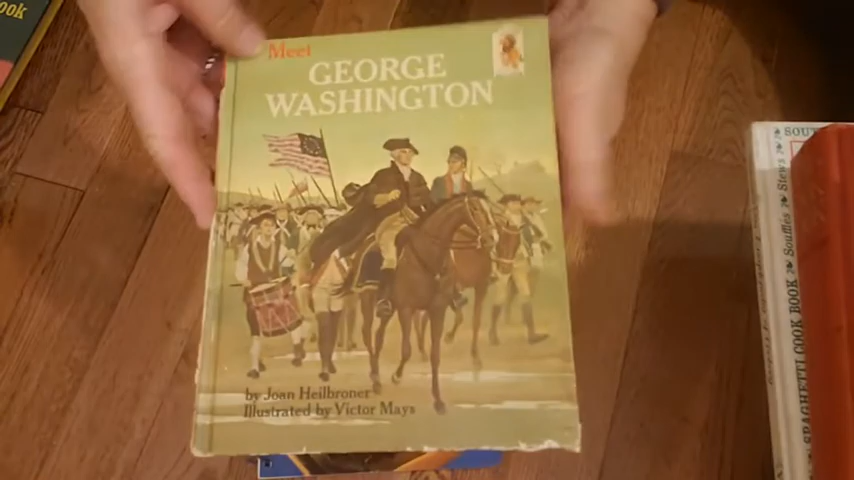 ook
Meet
GEORGE
WASHINGTON
by Joan Heilbroner
Illustrated by Victor Mays
SOUT
SPAGHETTI COOK BOOK Souffles Stews